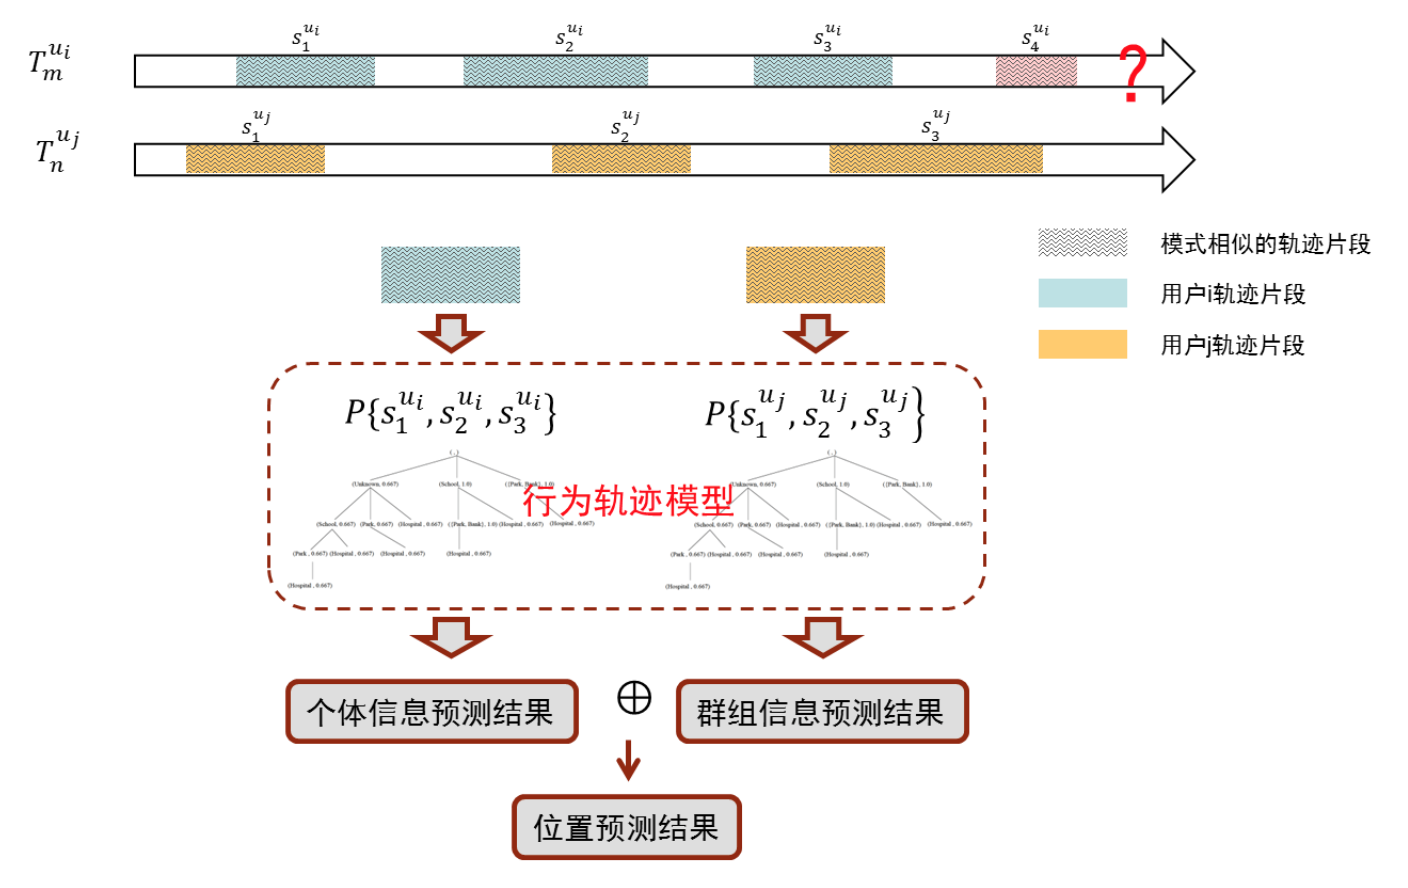 s_1^{u_i} s_2^{u_i} s_3^{u_i} s_4^{u_i}
T_m^{u_i} ?
s_1^{u_j} s_2^{u_j} s_3^{u_j}
T_n^{u_j}
模式相似的轨迹片段
用户i轨迹片段
用户j轨迹片段
P{s_1^{u_i}, s_2^{u_i}, s_3^{u_i}} P{s_1^{u_j}, s_2^{u_j}, s_3^{u_j}}
( , ) ( , )
(Unknown, 0.667) (School, 1.0) ({Park, Bank}, 1.0) (Unknown, 0.667) (School, 1.0) ({Park, Bank}, 1.0)
行为轨迹模型
(School, 0.667) (Park, 0.667) (Hospital, 0.667) ({Park, Bank}, 1.0) (Hospital, 0.667) (Hospital, 0.667) (School, 0.667) (Park, 0.667) (Hospital, 0.667) ({Park, Bank}, 1.0) (Hospital, 0.667) (Hospital, 0.667)
(Park , 0.667) (Hospital , 0.667) (Hospital , 0.667) (Hospital , 0.667) (Park , 0.667) (Hospital , 0.667) (Hospital , 0.667) (Hospital , 0.667)
(Hospital , 0.667) (Hospital , 0.667)
个体信息预测结果 ⊕ 群组信息预测结果
位置预测结果